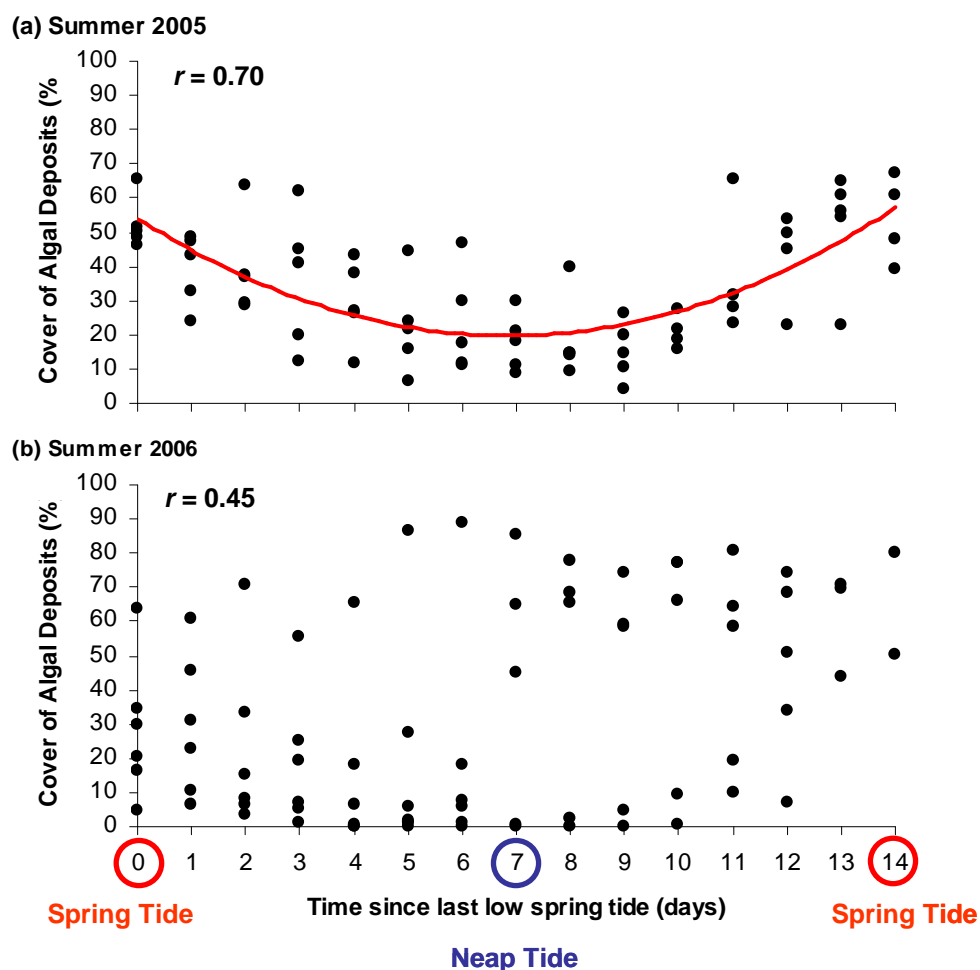 (a) Summer 2005
Cover of Algal Deposits (%
100
90
80
70
60
50
40
30
20
10
0
r = 0.70
(b) Summer 2006
Cover of Algal Deposits (%
100
90
80
70
60
50
40
30
20
10
0
r = 0.45
0 1 2 3 4 5 6 7 8 9 10 11 12 13 14
Spring Tide Time since last low spring tide (days) Spring Tide
Neap Tide